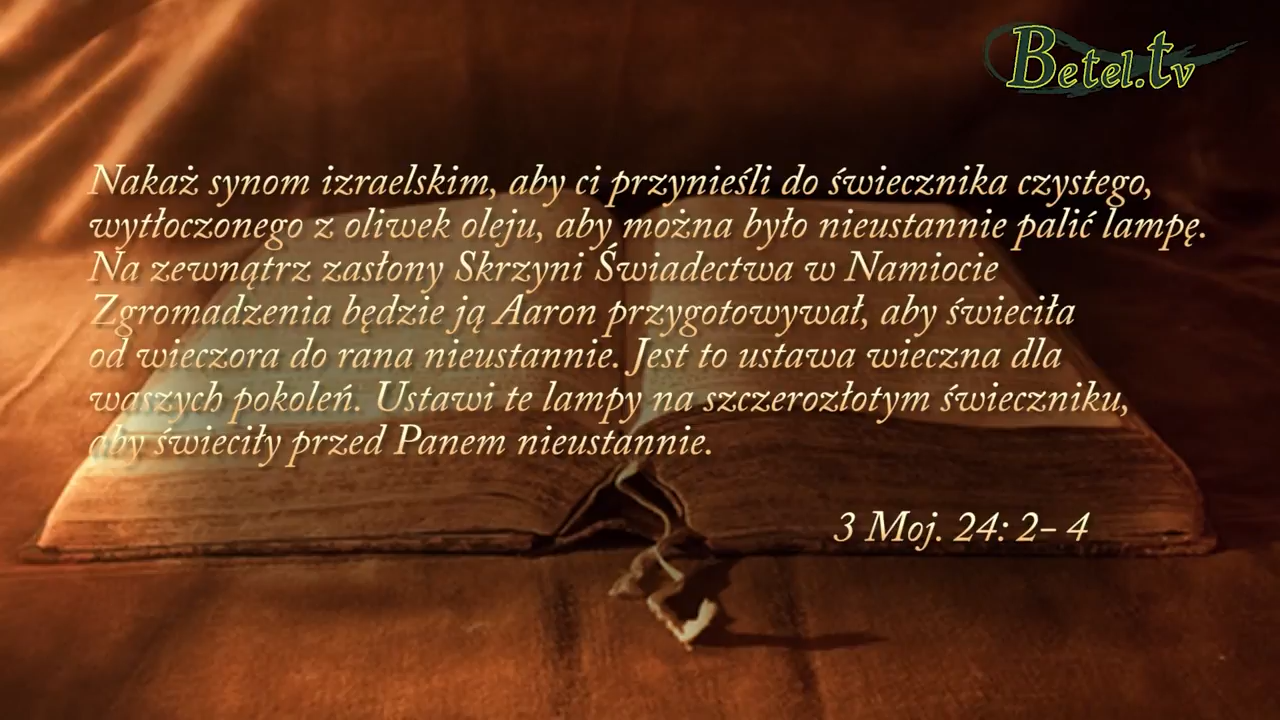 Betel.tv
Nakaż synom izraelskim, aby ci przynieśli do świecznika czystego,
wytłoczonego z oliwek oleju, aby można było nieustannie palić lampę.
Na zewnątrz zasłony Skrzyni Świadectwa w Namiocie
Zgromadzenia będzie ją Aaron przygotowywał, aby świeciła
od wieczora do rana nieustannie. Jest to ustawa wieczna dla
waszych pokoleń. Ustawi te lampy na szczerozłotym świeczniku,
aby świeciły przed Panem nieustannie.
3 Moj. 24: 2- 4